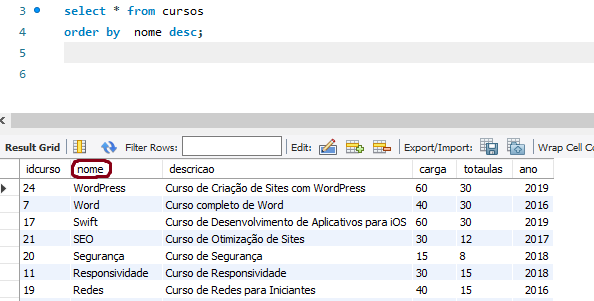 3 select * from cursos
4 order by nome desc;
5
6
Result Grid Filter Rows: Edit: Export/Import: Wrap Cell Co
idcurso nome descricao carga totaulas ano
24 WordPress Curso de Criação de Sites com WordPress 60 30 2019
7 Word Curso completo de Word 40 30 2016
17 Swift Curso de Desenvolvimento de Aplicativos para iOS 60 30 2019
21 SEO Curso de Otimização de Sites 30 12 2017
20 Segurança Curso de Segurança 15 8 2018
11 Responsividade Curso de Responsividade 30 15 2018
19 Redes Curso de Redes para Iniciantes 40 15 2016